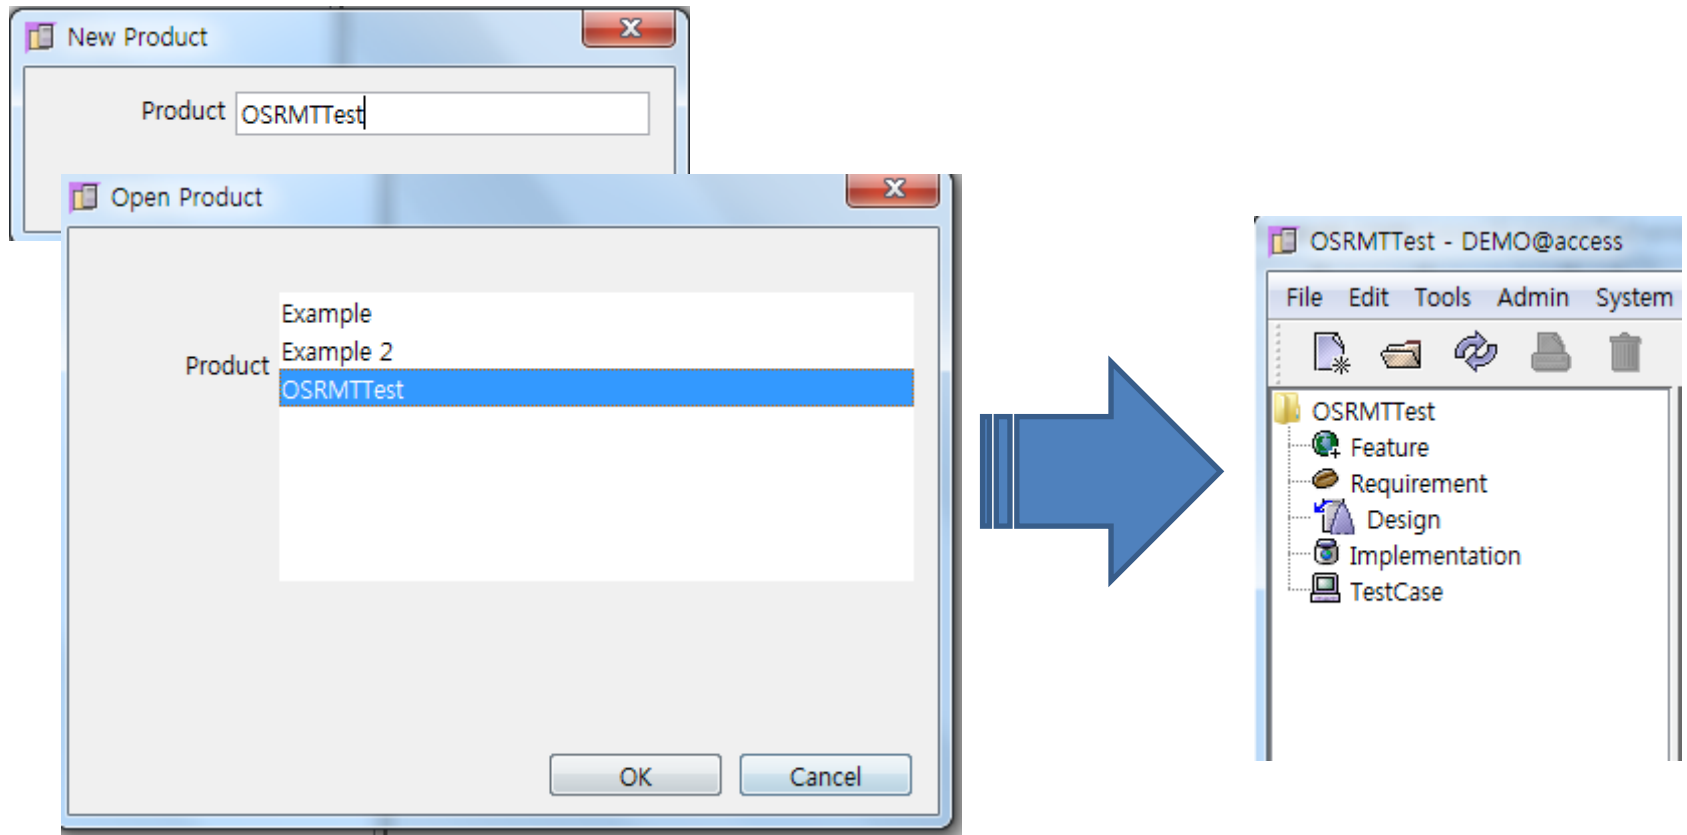 New Product
Product OSRMTTest
Open Product
Example
Product
Example 2
OSRMTTest
OK Cancel
OSRMTTest - DEMO@access
File Edit Tools Admin System
OSRMTTest
Feature
Requirement
Design
Implementation
TestCase